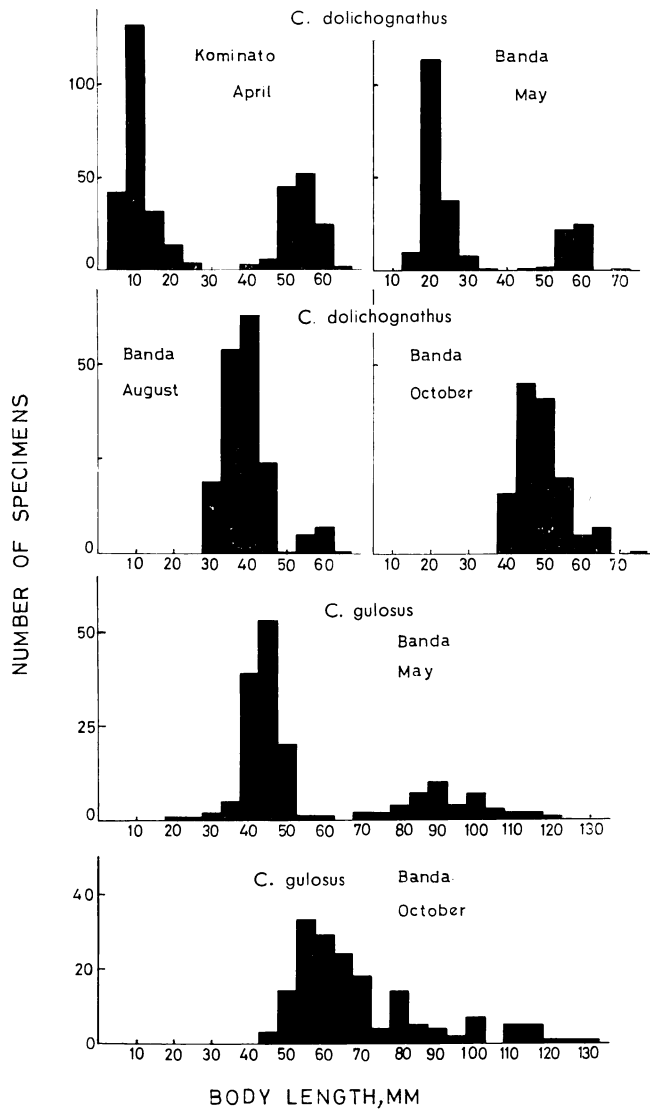 C. dolichognathus
Kominato
April
Banda
May
100
50
0
10 20 30 40 50 60
10 20 30 40 50 60 70
C. dolichognathus
Banda
August
Banda
October
50
0
10 20 30 40 50 60
10 20 30 40 50 60 70
C. gulosus
Banda
May
50
25
0
10 20 30 40 50 60 70 80 90 100 110 120 130
C. gulosus
Banda
October
40
20
0
10 20 30 40 50 60 70 80 90 100 110 120 130
NUMBER OF SPECIMENS
BODY LENGTH, MM